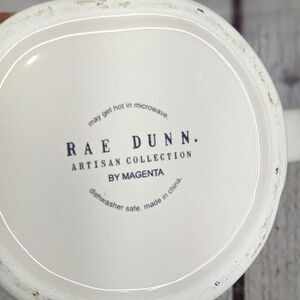 may get hot in microwave.
RAE DUNN.
ARTISAN COLLECTION
BY MAGENTA
dishwasher safe. made in china.